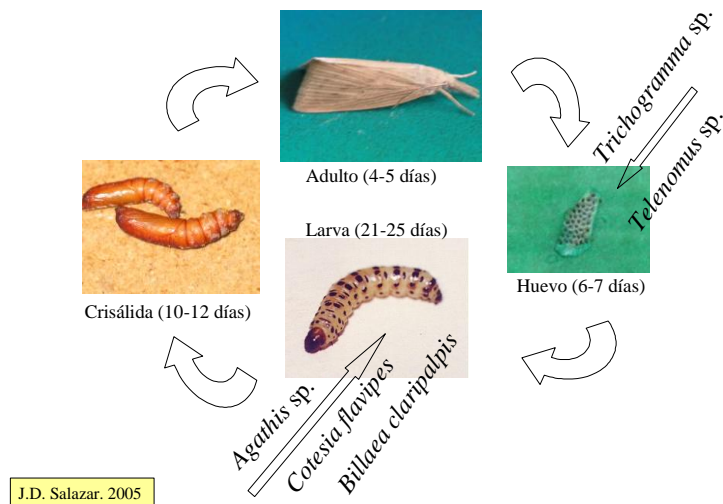 Adulto (4-5 días)
Trichogramma sp.
Telenomus sp.
Huevo (6-7 días)
Larva (21-25 días)
Agathis sp.
Cotesia flavipes
Billaea claripalpis
Crisálida (10-12 días)
J.D. Salazar. 2005